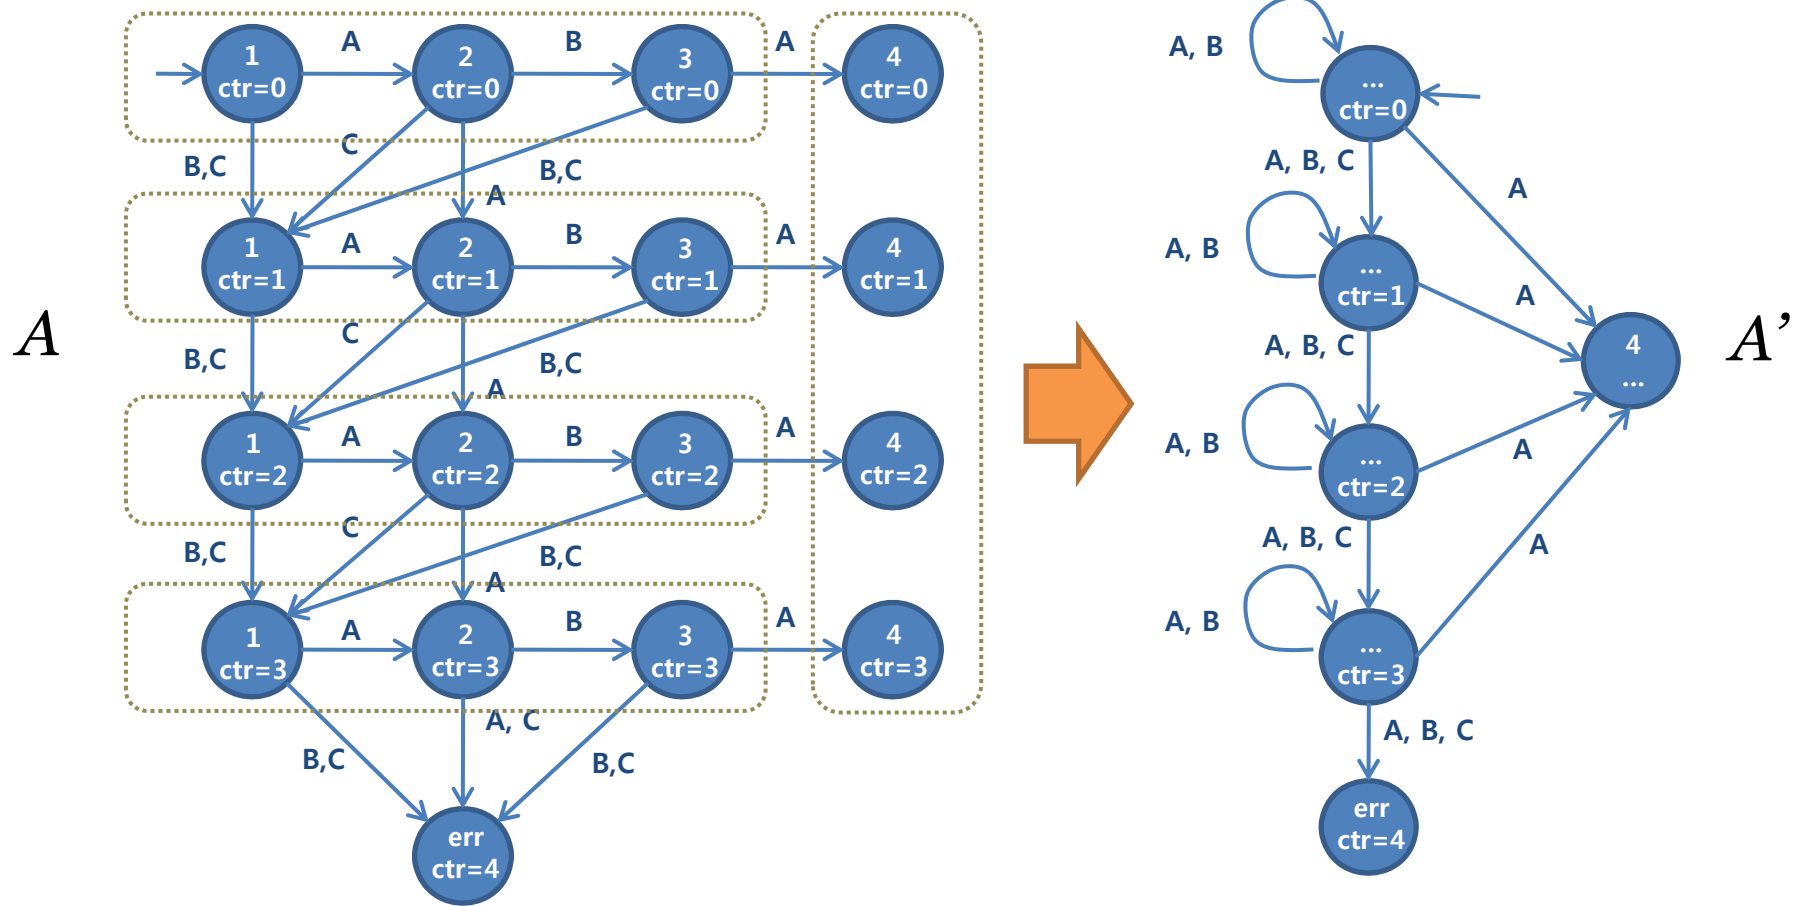 A
B
A
1
ctr=0
2
ctr=0
3
ctr=0
4
ctr=0
B,C
C
B,C
A
A
B
A
1
ctr=1
2
ctr=1
3
ctr=1
4
ctr=1
B,C
C
B,C
A
A
B
A
1
ctr=2
2
ctr=2
3
ctr=2
4
ctr=2
B,C
C
B,C
A
A
B
A
1
ctr=3
2
ctr=3
3
ctr=3
4
ctr=3
B,C
A, C
B,C
err
ctr=4
A
A, B
...
ctr=0
A, B, C
A
A, B
...
ctr=1
A
A, B, C
4
...
A, B
...
ctr=2
A
A, B, C
A
A, B
...
ctr=3
A, B, C
err
ctr=4
A’